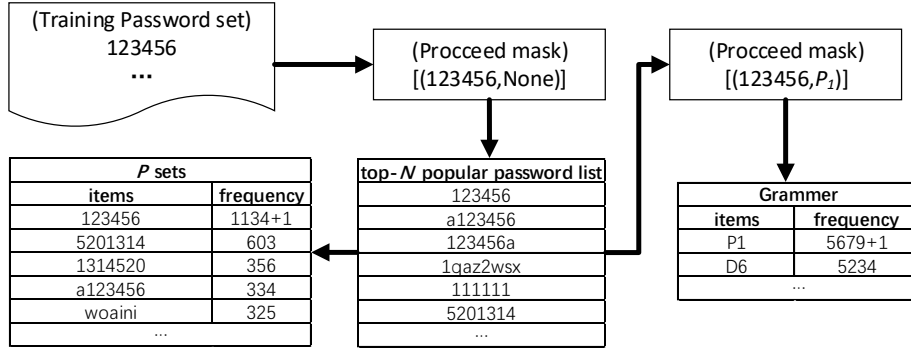 (Training Password set)
123456
...
(Procceed mask)
[(123456,None)]
(Procceed mask)
[(123456,P1)]
P sets
items frequency
123456 1134+1
5201314 603
1314520 356
a123456 334
woaini 325
...
top-N popular password list
123456
a123456
123456a
1qaz2wsx
111111
5201314
...
Grammer
items frequency
P1 5679+1
D6 5234
...